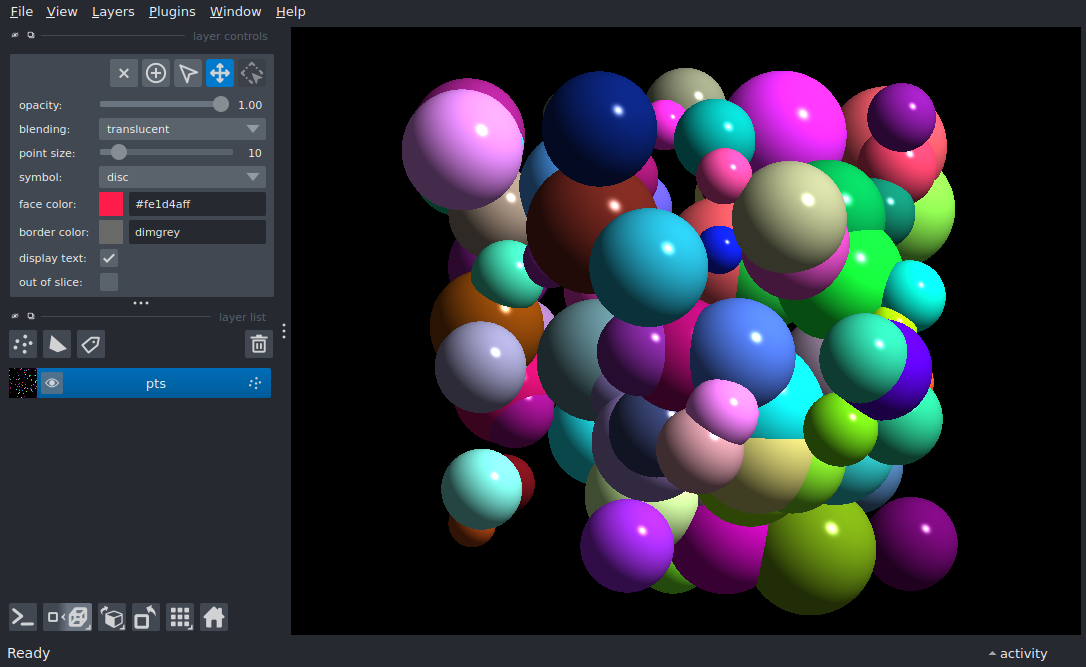 File View Layers Plugins Window Help
layer controls
opacity: 1.00
blending: translucent
point size: 10
symbol: disc
face color: #fe1d4aff
border color: dimgrey
display text:
out of slice:
layer list
pts
Ready
activity